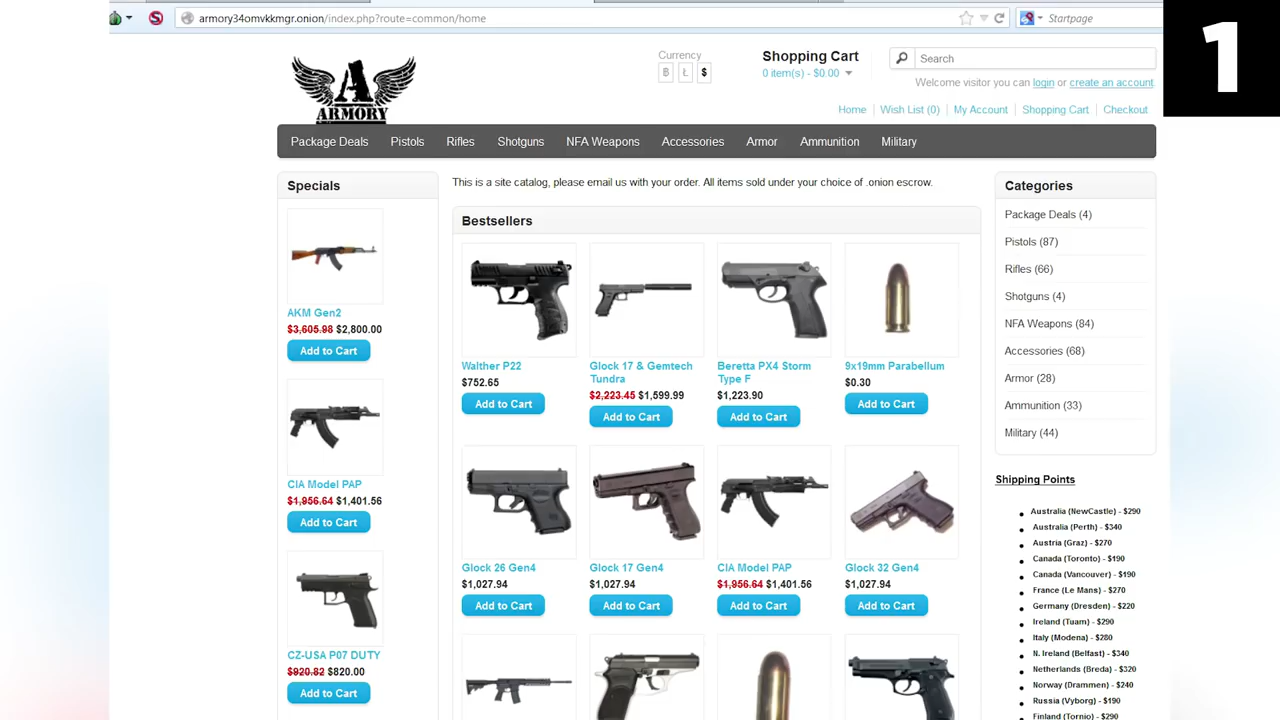 1
armory34omvkkmgr.onion/index.php?route=common/home
Startpage
A
ARMORY
Currency
฿ Ł $
Shopping Cart
0 item(s) - $0.00
Search
Welcome visitor you can login or create an account.
Home Wish List (0) My Account Shopping Cart Checkout
Package Deals Pistols Rifles Shotguns NFA Weapons Accessories Armor Ammunition Military
Specials
AKM Gen2
$3,605.98 $2,800.00
Add to Cart
CIA Model PAP
$1,956.64 $1,401.56
Add to Cart
CZ-USA P07 DUTY
$920.82 $820.00
Add to Cart
This is a site catalog, please email us with your order. All items sold under your choice of .onion escrow.
Bestsellers
Walther P22
$752.65
Add to Cart
Glock 17 & Gemtech
Tundra
$2,223.45 $1,599.99
Add to Cart
Beretta PX4 Storm
Type F
$1,223.90
Add to Cart
9x19mm Parabellum
$0.30
Add to Cart
Glock 26 Gen4
$1,027.94
Add to Cart
Glock 17 Gen4
$1,027.94
Add to Cart
CIA Model PAP
$1,956.64 $1,401.56
Add to Cart
Glock 32 Gen4
$1,027.94
Add to Cart
Categories
Package Deals (4)
Pistols (87)
Rifles (66)
Shotguns (4)
NFA Weapons (84)
Accessories (68)
Armor (28)
Ammunition (33)
Military (44)
Shipping Points
Australia (NewCastle) - $290
Australia (Perth) - $340
Austria (Graz) - $270
Canada (Toronto) - $190
Canada (Vancouver) - $190
France (Le Mans) - $270
Germany (Dresden) - $220
Ireland (Tuam) - $290
Italy (Modena) - $280
N. Ireland (Belfast) - $340
Netherlands (Breda) - $320
Norway (Drammen) - $240
Russia (Vyborg) - $190
Finland (Tornio) - $290